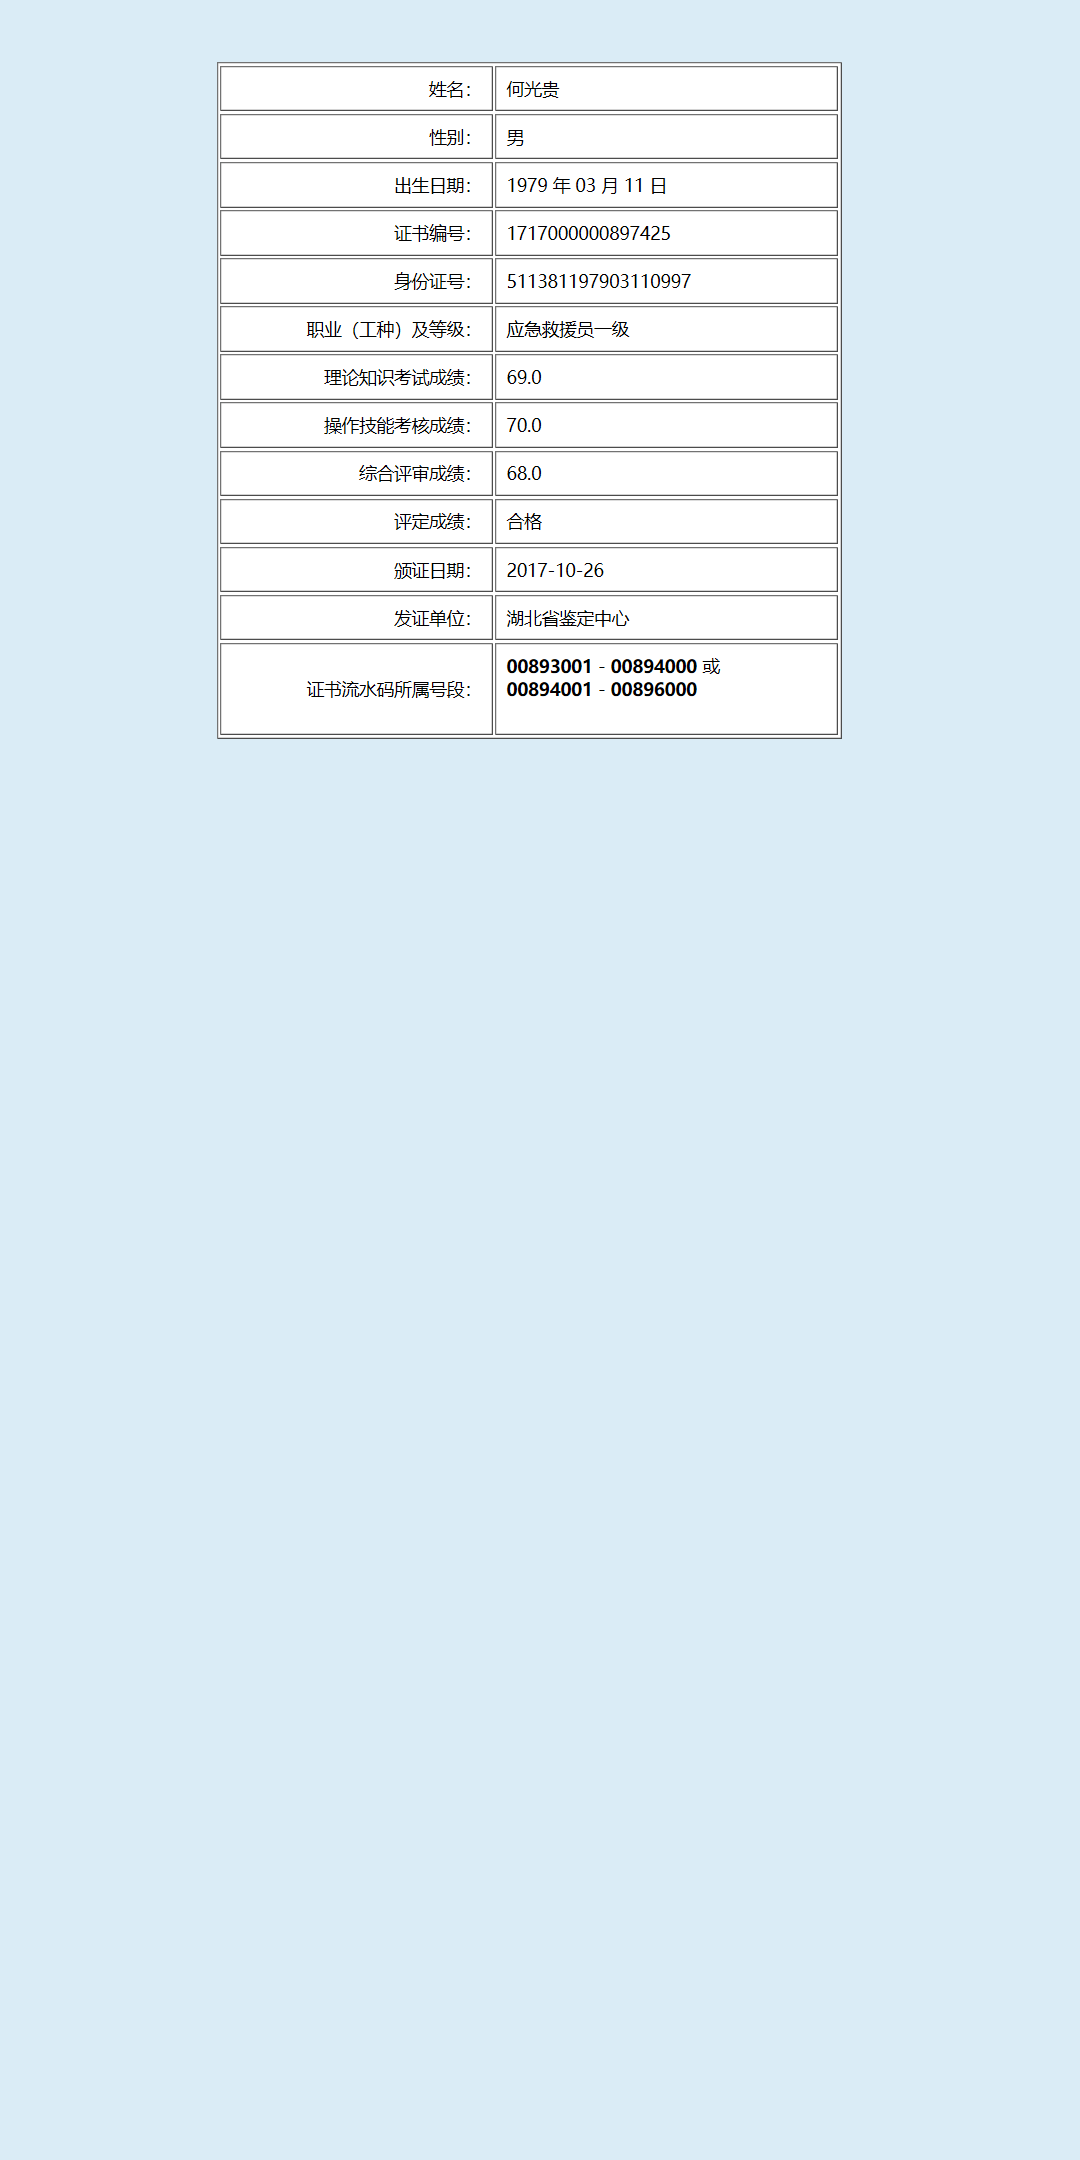 姓名： 何光贵
性别： 男
出生日期： 1979 年 03 月 11 日
证书编号： 1717000000897425
身份证号： 511381197903110997
职业（工种）及等级： 应急救援员一级
理论知识考试成绩： 69.0
操作技能考核成绩： 70.0
综合评审成绩： 68.0
评定成绩： 合格
颁证日期： 2017-10-26
发证单位： 湖北省鉴定中心
证书流水码所属号段： 00893001 - 00894000 或
00894001 - 00896000